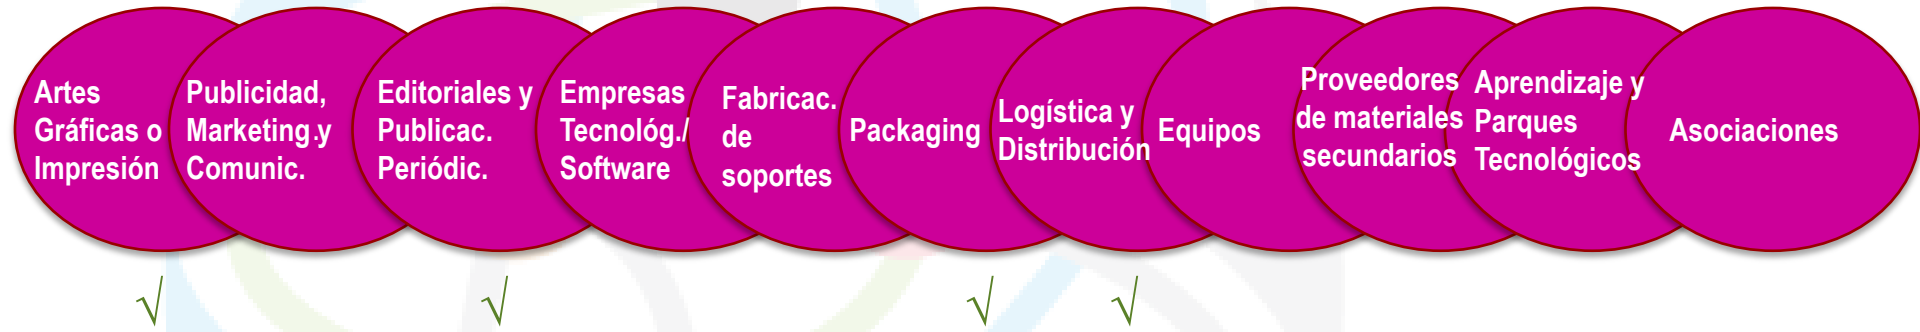 Artes
Gráficas o
Impresión
Publicidad,
Marketing.y
Comunic.
Editoriales y
Publicac.
Periódic.
Empresas
Tecnológ./
Software
Fabricac.
de
soportes
Packaging
Logística y
Distribución
Equipos
Proveedores
de materiales
secundarios
Aprendizaje y
Parques
Tecnológicos
Asociaciones
√ √ √ √